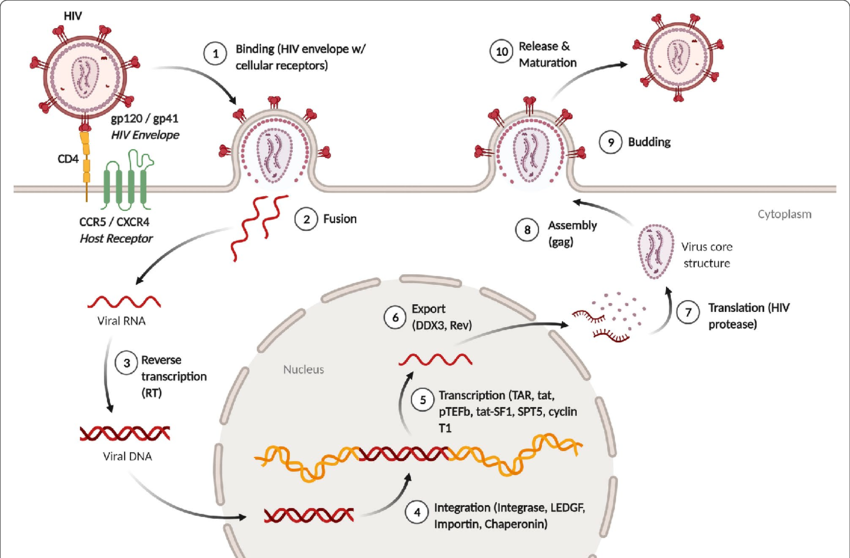 HIV
1
Binding (HIV envelope w/
cellular receptors)
10
Release &
Maturation
gp120 / gp41
HIV Envelope
CD4
9
Budding
CCR5 / CXCR4
Host Receptor
2
Fusion
8
Assembly
(gag)
Cytoplasm
Virus core
structure
Viral RNA
6
Export
(DDX3, Rev)
7
Translation (HIV
protease)
3
Reverse
transcription
(RT)
Nucleus
5
Transcription (TAR, tat,
pTEFb, tat-SF1, SPT5, cyclin
T1
Viral DNA
4
Integration (Integrase, LEDGF,
Importin, Chaperonin)